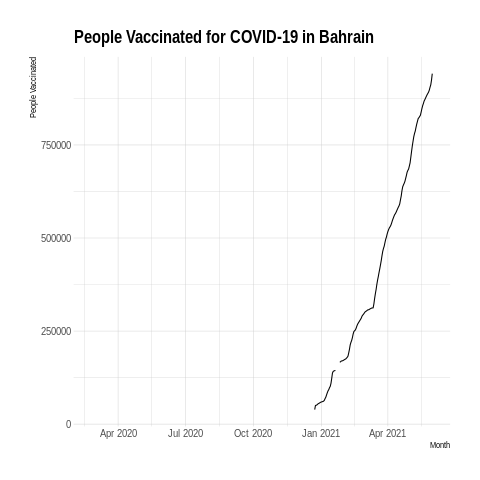 People Vaccinated for COVID-19 in Bahrain
People Vaccinated
750000
500000
250000
0
Apr 2020
Jul 2020
Oct 2020
Jan 2021
Apr 2021
Month